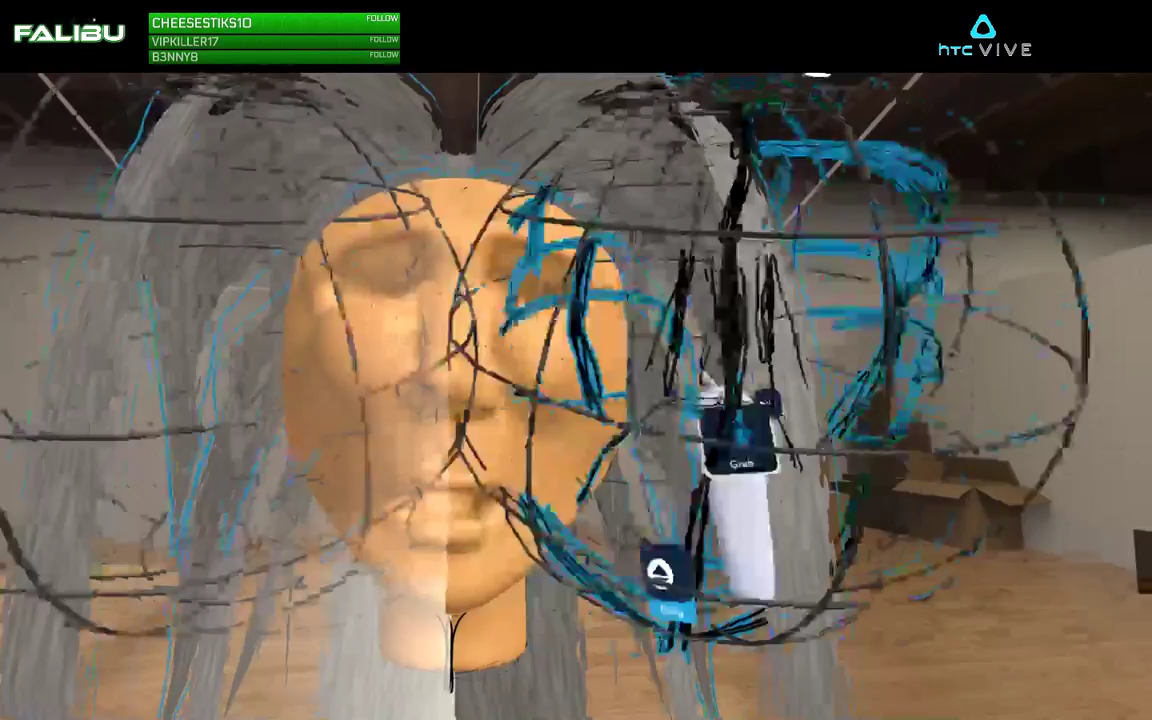 FALIBU
CHEESESTIKS10 FOLLOW
VIPKILLER17 FOLLOW
B3NNY8 FOLLOW
hTC VIVE
Grab